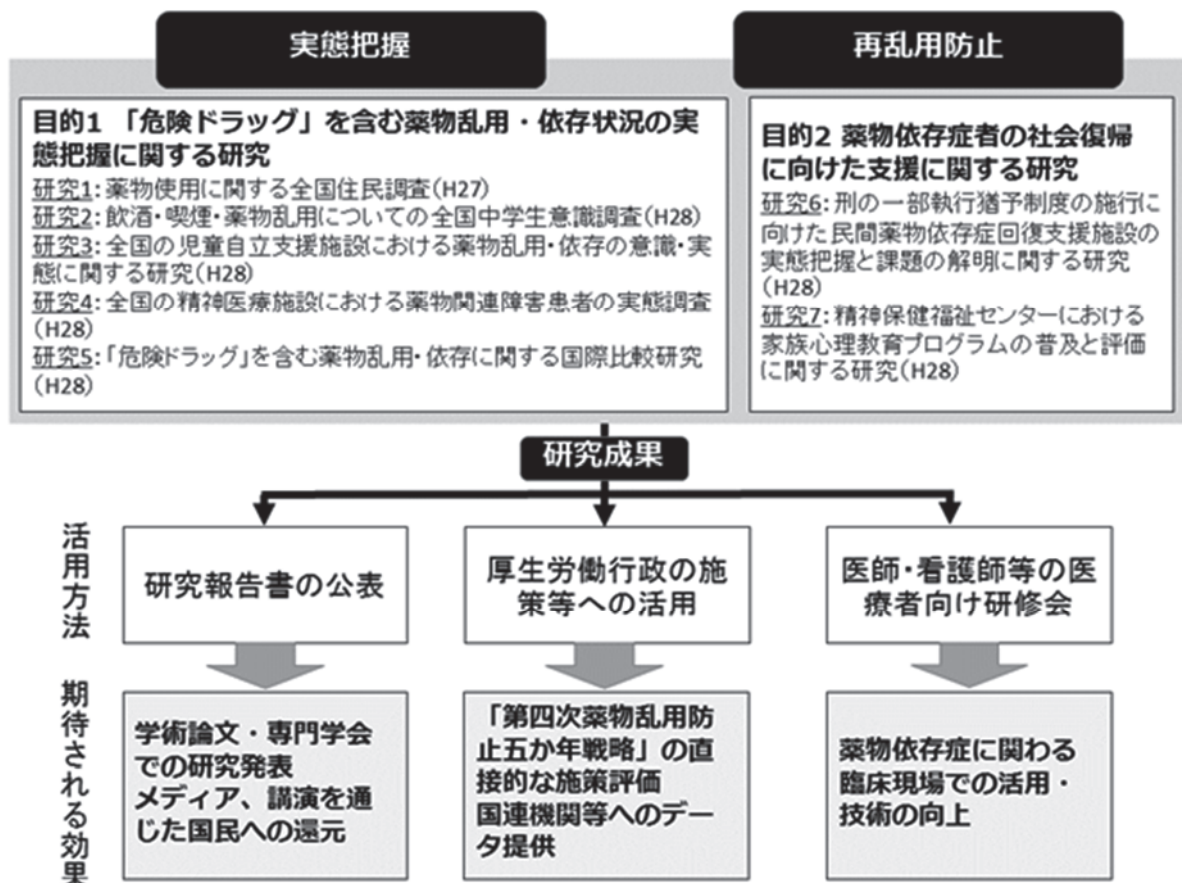 実態把握
再乱用防止
目的1 「危険ドラッグ」を含む薬物乱用・依存状況の実
態把握に関する研究
研究1:薬物使用に関する全国住民調査(H27)
研究2:飲酒・喫煙・薬物乱用についての全国中学生意識調査(H28)
研究3:全国の児童自立支援施設における薬物乱用・依存の意識・実
態に関する研究(H28)
研究4:全国の精神医療施設における薬物関連障害患者の実態調査
(H28)
研究5:「危険ドラッグ」を含む薬物乱用・依存に関する国際比較研究
(H28)
目的2 薬物依存症者の社会復帰
に向けた支援に関する研究
研究6:刑の一部執行猶予制度の施行に
向けた民間薬物依存症回復支援施設の
実態把握と課題の解明に関する研究
(H28)
研究7:精神保健福祉センターにおける
家族心理教育プログラムの普及と評価
に関する研究(H28)
研究成果
活用方法
研究報告書の公表
厚生労働行政の施
策等への活用
医師・看護師等の医
療者向け研修会
期待される効果
学術論文・専門学会
での研究発表
メディア、講演を通
じた国民への還元
「第四次薬物乱用防
止五か年戦略」の直
接的な施策評価
国連機関等へのデー
タ提供
薬物依存症に関わる
臨床現場での活用・
技術の向上